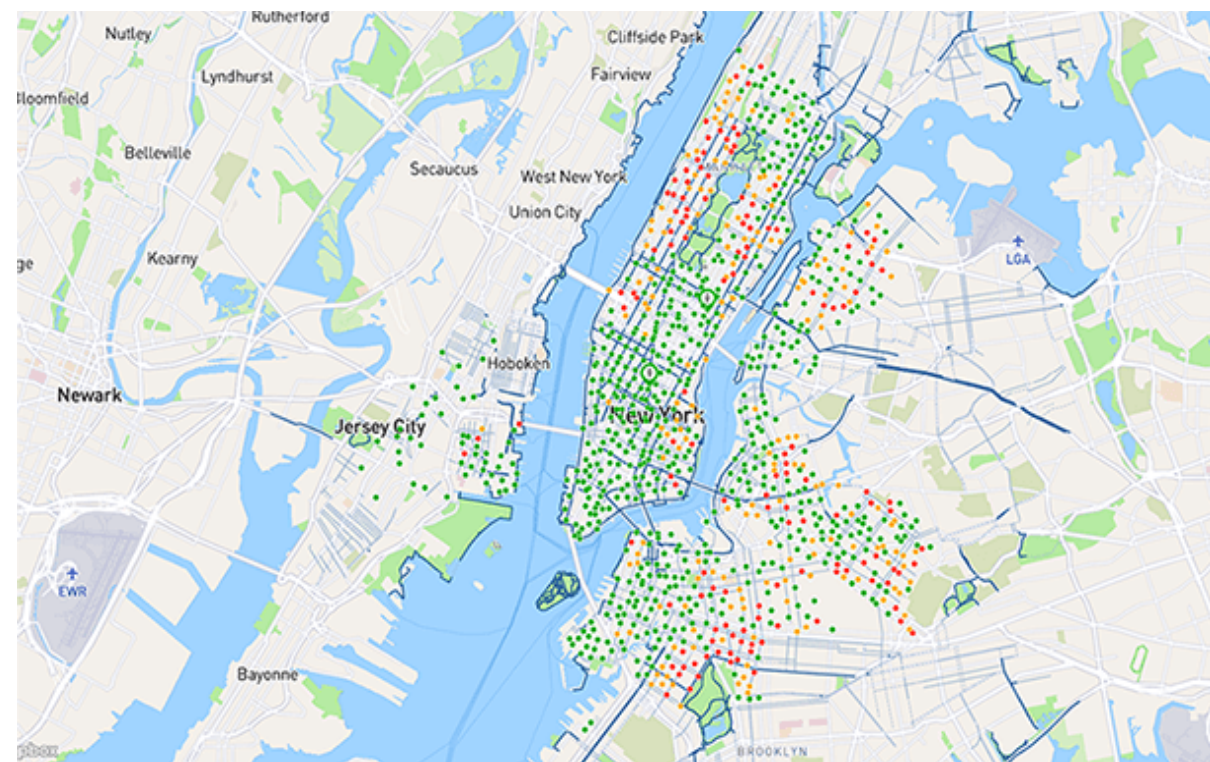 Rutherford
Nutley
Cliffside Park
Lyndhurst
Fairview
Bloomfield
Belleville
Secaucus
West New York
Union City
Kearny
LGA
Hoboken
Newark
New York
Jersey City
EWR
Bayonne
BROOKLYN